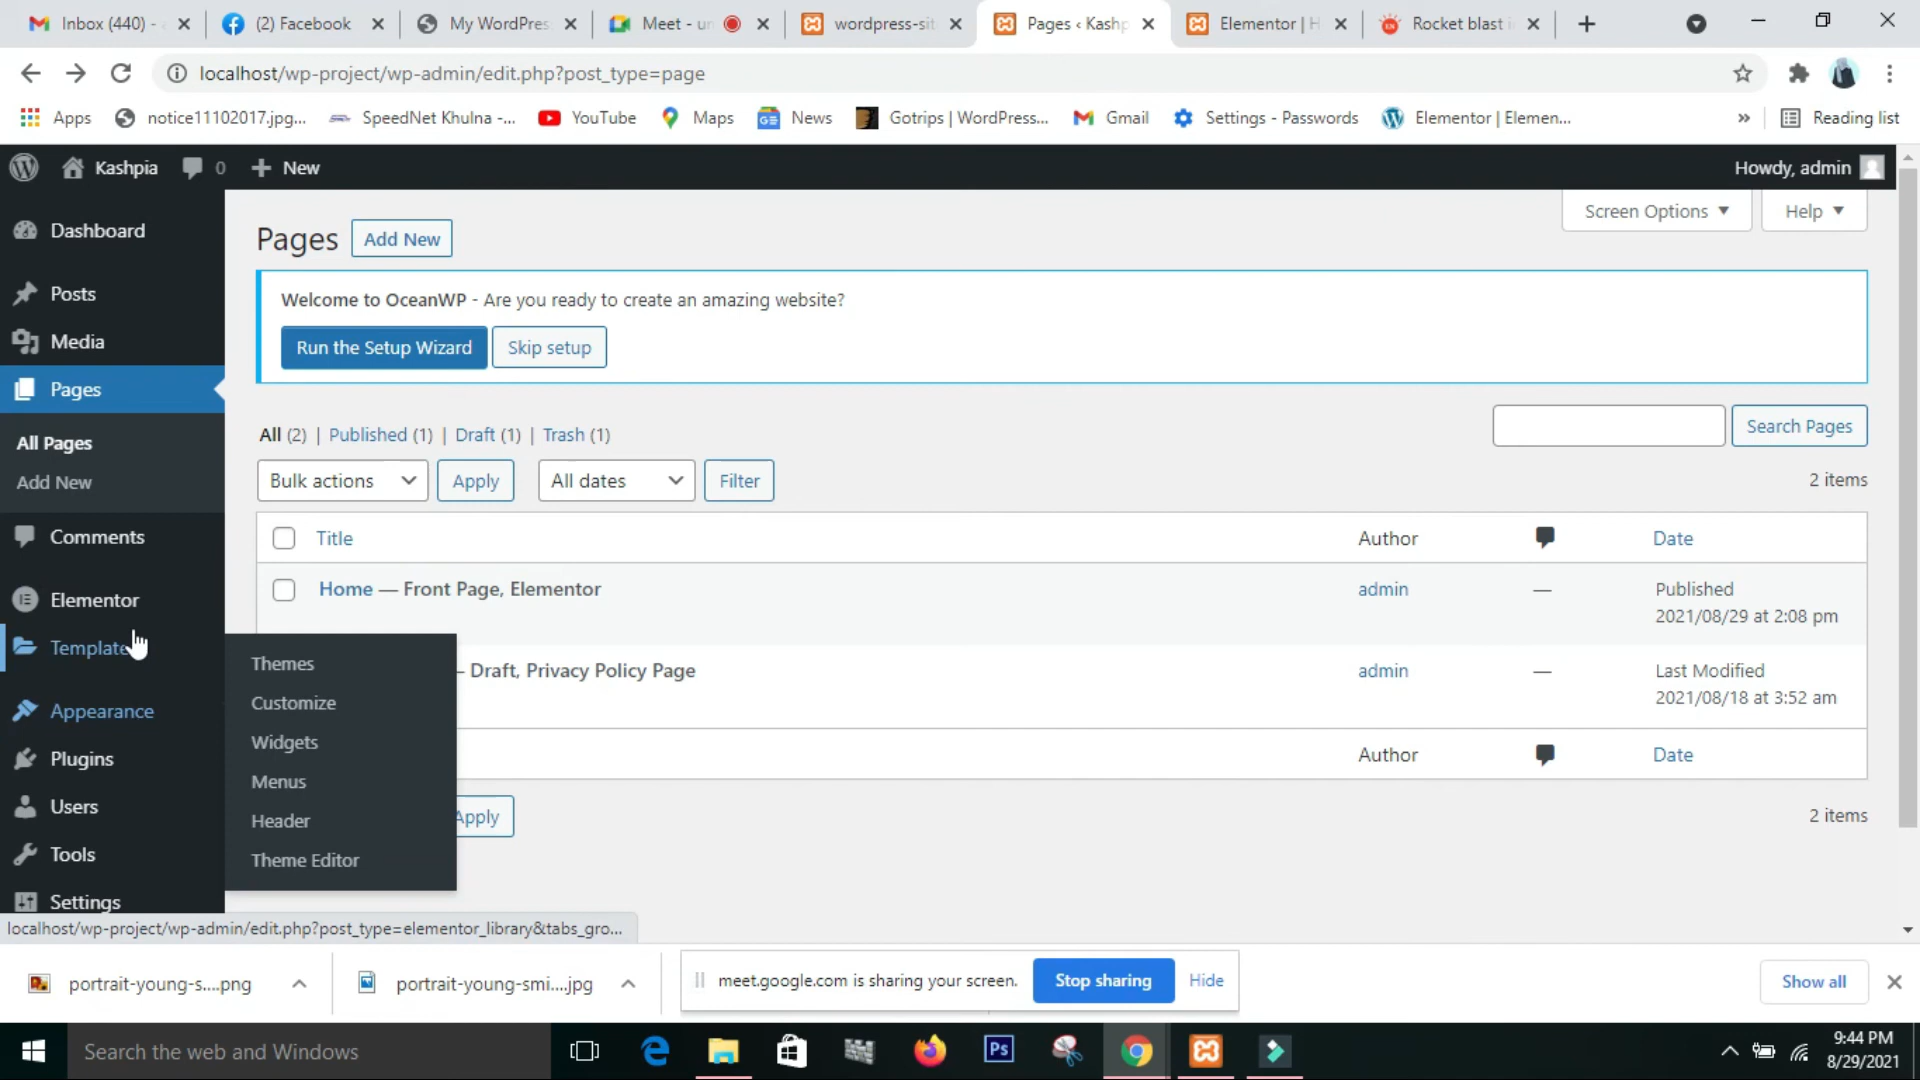 Inbox (440) -
(2) Facebook
My WordPres
Meet - un
wordpress-sit
Pages ‹ Kashp
Elementor | H
Rocket blast i
localhost/wp-project/wp-admin/edit.php?post_type=page
Apps
notice11102017.jpg...
SpeedNet Khulna -...
YouTube
Maps
News
Gotrips | WordPress...
Gmail
Settings - Passwords
Elementor | Elemen...
»
Reading list
Kashpia
0
New
Howdy, admin
Dashboard
Posts
Media
Pages
All Pages
Add New
Comments
Elementor
Template
Appearance
Plugins
Users
Tools
Settings
Screen Options
Help
Pages
Add New
Welcome to OceanWP - Are you ready to create an amazing website?
Run the Setup Wizard
Skip setup
All (2) | Published (1) | Draft (1) | Trash (1)
Search Pages
Bulk actions
Apply
All dates
Filter
2 items
Title
Author
Date
Home — Front Page, Elementor
admin
—
Published
2021/08/29 at 2:08 pm
– Draft, Privacy Policy Page
admin
—
Last Modified
2021/08/18 at 3:52 am
Author
Date
Apply
2 items
Themes
Customize
Widgets
Menus
Header
Theme Editor
localhost/wp-project/wp-admin/edit.php?post_type=elementor_library&tabs_gro...
portrait-young-s....png
portrait-young-smi....jpg
meet.google.com is sharing your screen.
Stop sharing
Hide
Show all
Search the web and Windows
Ps
9:44 PM
8/29/2021